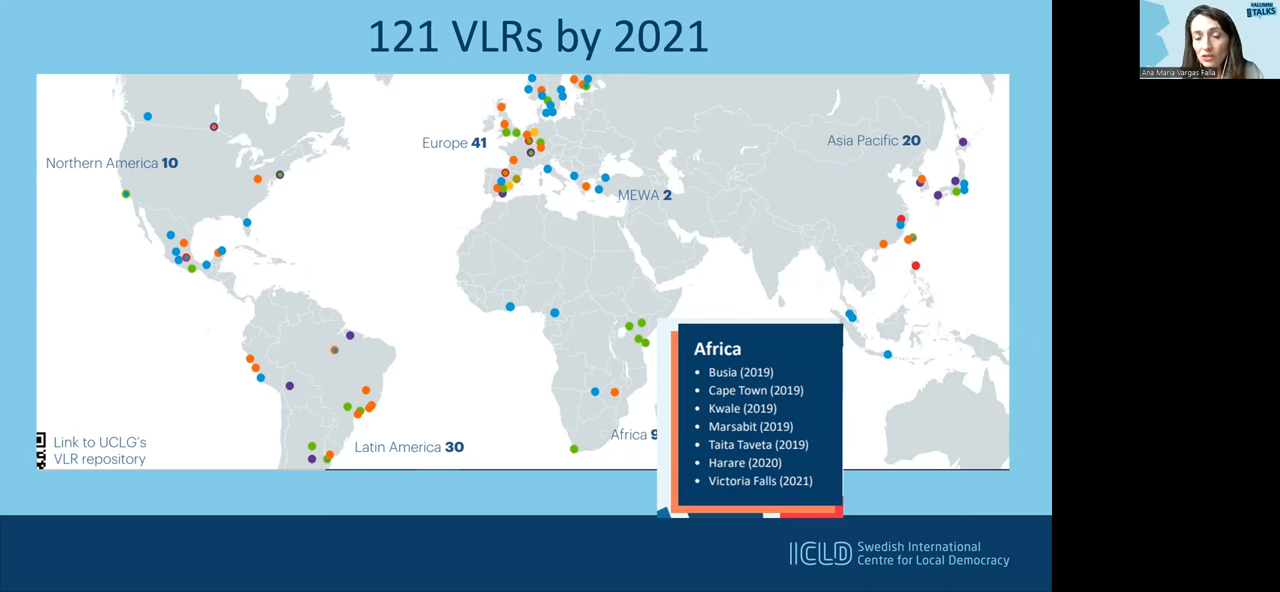 121 VLRs by 2021
#ALUMNI
TALKS
Ana Maria Vargas Falla
Northern America 10
Europe 41
Asia Pacific 20
MEWA 2
Africa 9
Latin America 30
Link to UCLG's
VLR repository
Africa
• Busia (2019)
• Cape Town (2019)
• Kwale (2019)
• Marsabit (2019)
• Taita Taveta (2019)
• Harare (2020)
• Victoria Falls (2021)
ICLD
Swedish International
Centre for Local Democracy